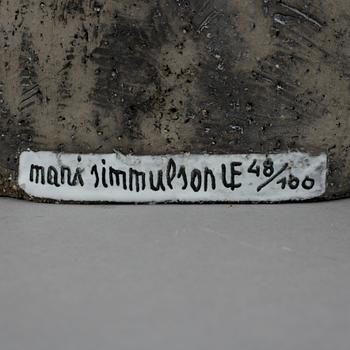 mari simmulson LE 48/100